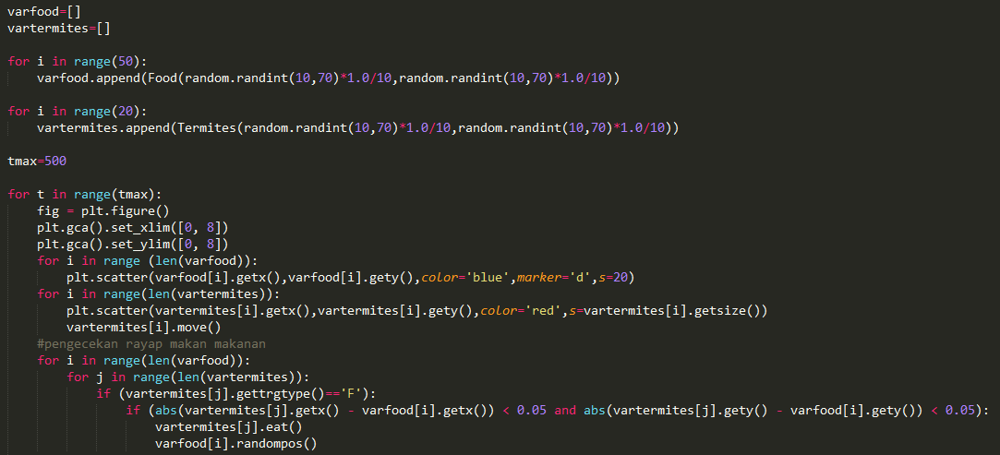 varfood=[]
vartermites=[]
for i in range(50):
varfood.append(Food(random.randint(10,70)*1.0/10,random.randint(10,70)*1.0/10))
for i in range(20):
vartermites.append(Termites(random.randint(10,70)*1.0/10,random.randint(10,70)*1.0/10))
tmax=500
for t in range(tmax):
fig = plt.figure()
plt.gca().set_xlim([0, 8])
plt.gca().set_ylim([0, 8])
for i in range (len(varfood)):
plt.scatter(varfood[i].getx(),varfood[i].gety(),color='blue',marker='d',s=20)
for i in range(len(vartermites)):
plt.scatter(vartermites[i].getx(),vartermites[i].gety(),color='red',s=vartermites[i].getsize())
vartermites[i].move()
#pengecekan rayap makan makanan
for i in range(len(varfood)):
for j in range(len(vartermites)):
if (vartermites[j].gettrgtype()=='F'):
if (abs(vartermites[j].getx() - varfood[i].getx()) < 0.05 and abs(vartermites[j].gety() - varfood[i].gety()) < 0.05):
vartermites[j].eat()
varfood[i].randompos()